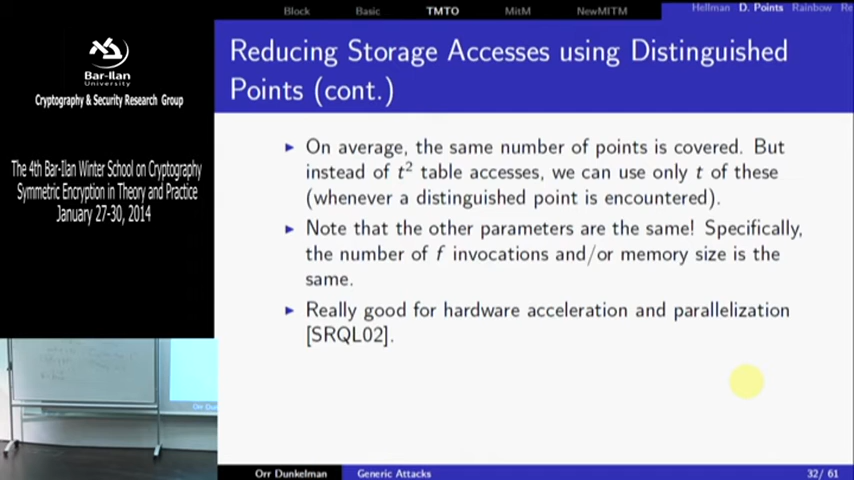 Block Basic TMTO MitM NewMITM Hellman D. Points Rainbow Re
Reducing Storage Accesses using Distinguished
Points (cont.)
Bar-Ilan
University
Cryptography & Security Research Group
The 4th Bar-Ilan Winter School on Cryptography
Symmetric Encryption in Theory and Practice
January 27-30, 2014
► On average, the same number of points is covered. But
instead of t² table accesses, we can use only t of these
(whenever a distinguished point is encountered).
► Note that the other parameters are the same! Specifically,
the number of f invocations and/or memory size is the
same.
► Really good for hardware acceleration and parallelization
[SRQL02].
Orr Dunkelman Generic Attacks 32/ 61